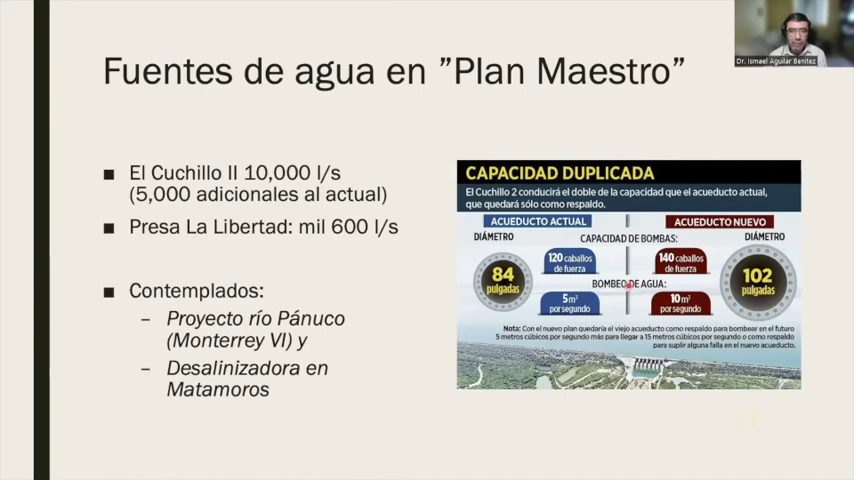 Dr. Ismael Aguilar Benitez
Fuentes de agua en ”Plan Maestro”
■ El Cuchillo II 10,000 l/s
(5,000 adicionales al actual)
■ Presa La Libertad: mil 600 l/s
■ Contemplados:
– Proyecto río Pánuco
(Monterrey VI) y
– Desalinizadora en
Matamoros
CAPACIDAD DUPLICADA
El Cuchillo 2 conducirá el doble de la capacidad que el acueducto actual,
que quedará sólo como respaldo.
ACUEDUCTO ACTUAL
ACUEDUCTO NUEVO
DIÁMETRO
CAPACIDAD DE BOMBAS:
DIÁMETRO
84
pulgadas
120 caballos
de fuerza
140 caballos
de fuerza
102
pulgadas
BOMBEO DE AGUA:
5 m³
por segundo
10 m³
por segundo
Nota: Con el nuevo plan quedaría el viejo acueducto como respaldo para bombear en el futuro
5 metros cúbicos por segundo más para llegar a 15 metros cúbicos por segundo o como respaldo
para suplir alguna falla en el nuevo acueducto.